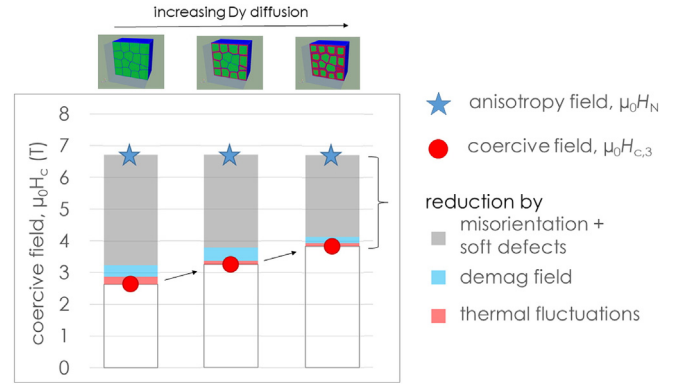 increasing Dy diffusion
coercive field, μ₀Hc (T)
8
7
6
5
4
3
2
1
0
anisotropy field, μ₀HN
coercive field, μ₀Hc,3
reduction by
misorientation +
soft defects
demag field
thermal fluctuations